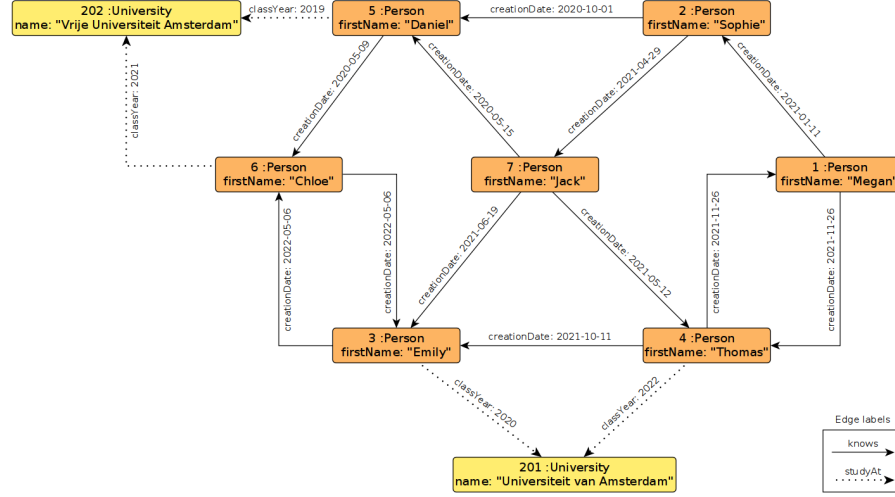 202 :University
name: "Vrije Universiteit Amsterdam"
classYear: 2019
5 :Person
firstName: "Daniel"
creationDate: 2020-10-01
2 :Person
firstName: "Sophie"
classYear: 2021
creationDate: 2020-05-09
creationDate: 2020-05-15
creationDate: 2021-04-29
creationDate: 2021-01-11
6 :Person
firstName: "Chloe"
7 :Person
firstName: "Jack"
1 :Person
firstName: "Megan"
creationDate: 2022-05-06
creationDate: 2022-05-06
creationDate: 2021-06-19
creationDate: 2021-05-12
creationDate: 2021-11-26
creationDate: 2021-11-26
3 :Person
firstName: "Emily"
creationDate: 2021-10-11
4 :Person
firstName: "Thomas"
classYear: 2020
classYear: 2022
201 :University
name: "Universiteit van Amsterdam"
Edge labels
knows
studyAt